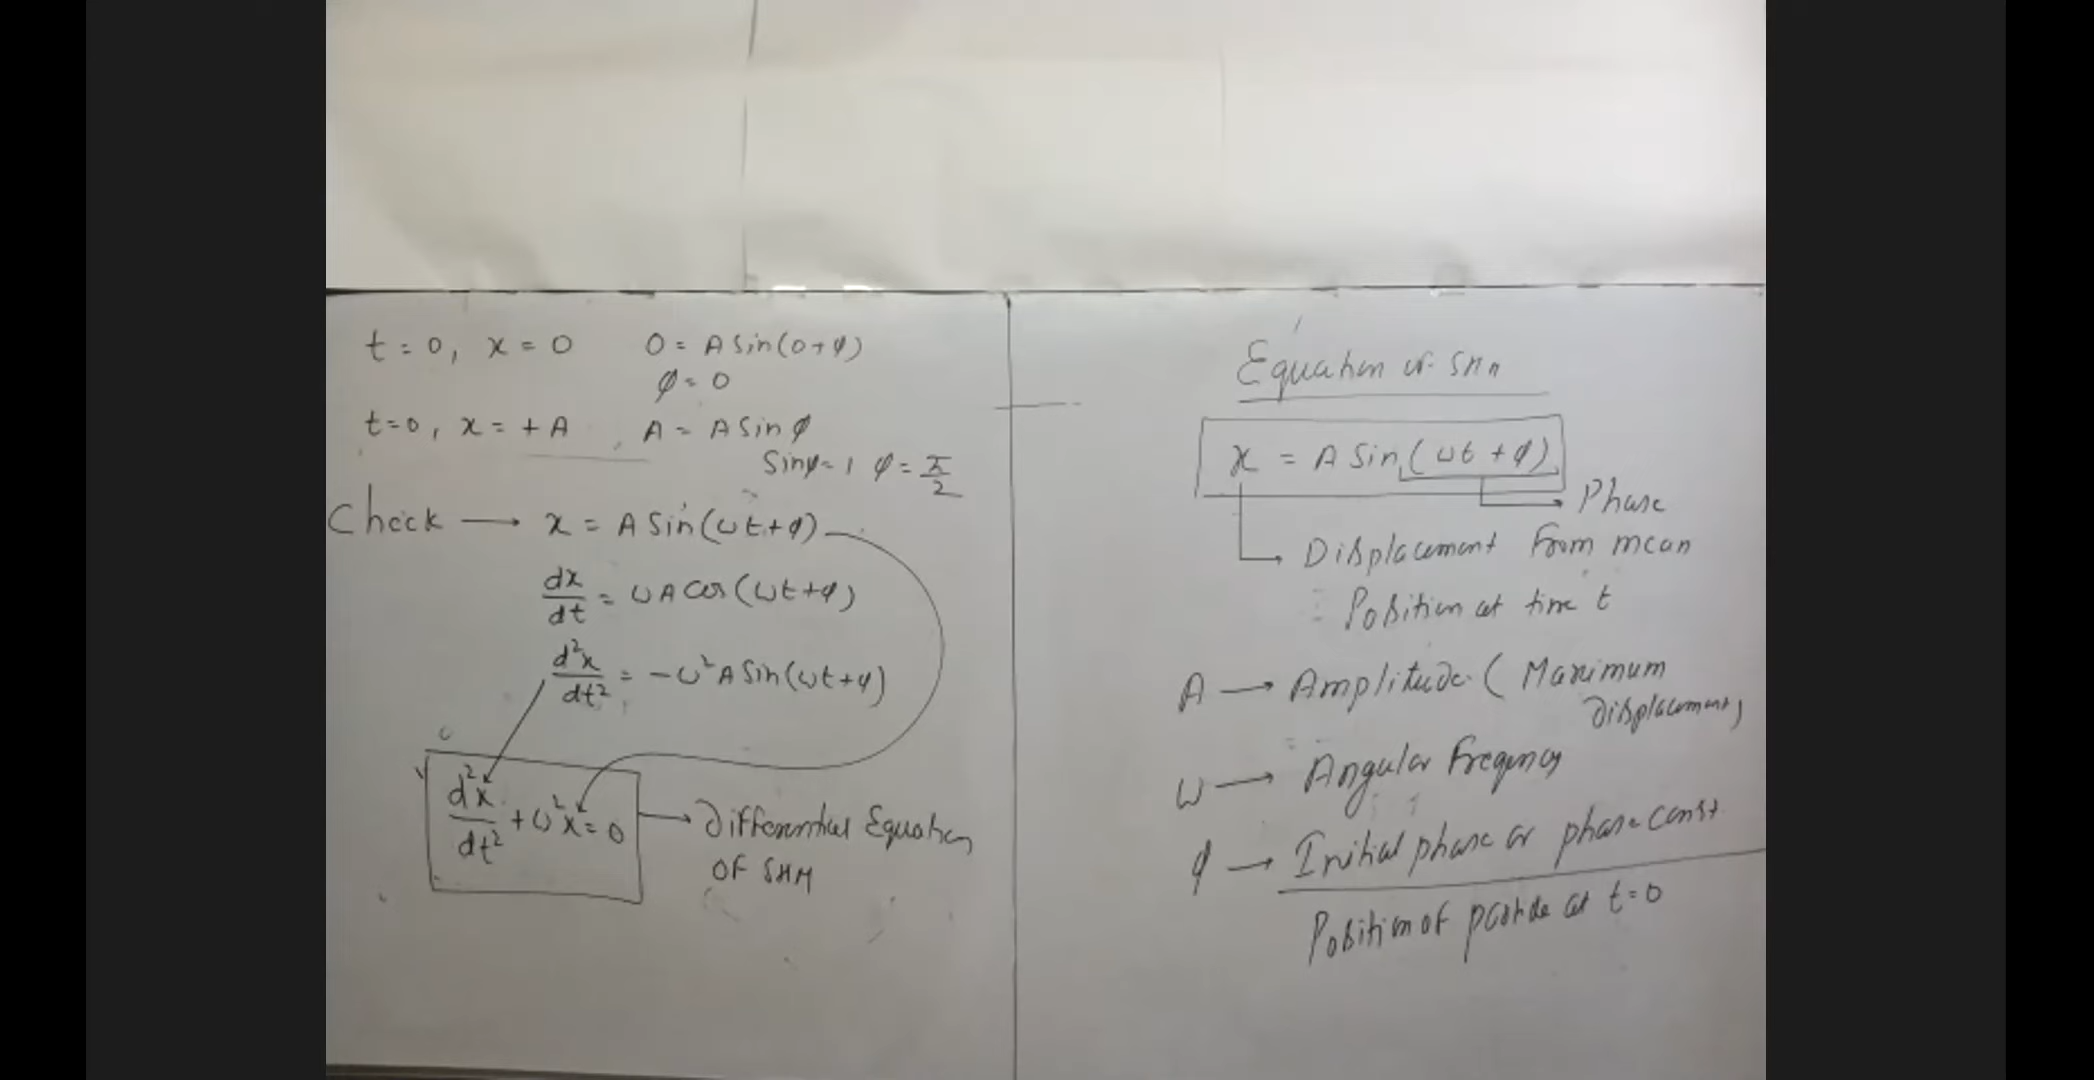 t = 0, x = 0    0 = A Sin(0+φ)
φ = 0
t=0, x = +A    A = A Sin φ
Sinφ = 1 φ = π/2
Check → x = A Sin(ωt+φ)
dx/dt = ωA cos(ωt+φ)
d²x/dt² = -ω² A Sin(ωt+φ)
d²x/dt² + ω²x = 0 → Differential Equation
OF SHM
Equation of SHM
x = A Sin(ωt + φ)
→ Phase
→ Displacement From mean
Position at time t
A → Amplitude (Maximum
Displacement)
ω → Angular Freqency
φ → Initial phase or phase const
Position of particle at t=0